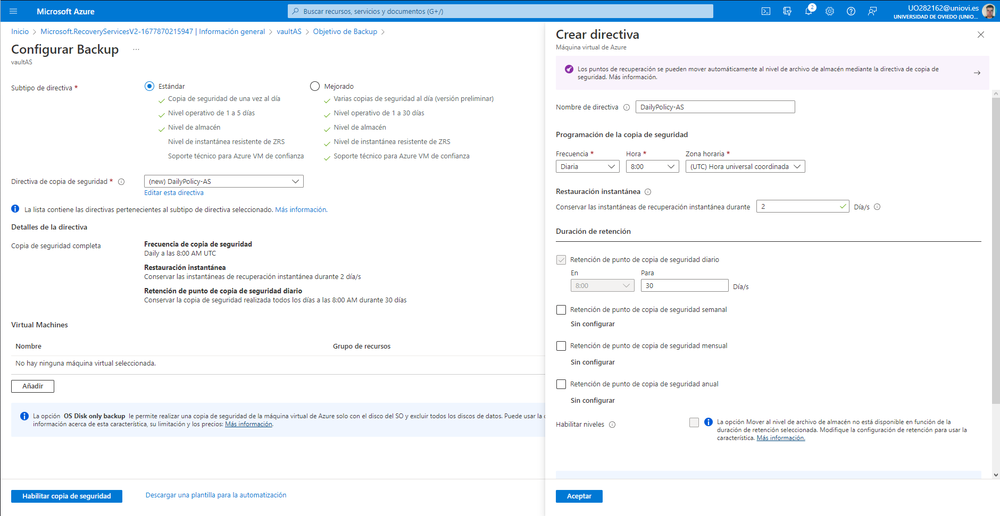 Microsoft Azure
Buscar recursos, servicios y documentos (G+/)
2
UO282162@uniovi.es
UNIVERSIDAD DE OVIEDO (UNIO...
Inicio > Microsoft.RecoveryServicesV2-1677870215947 | Información general > vaultAS > Objetivo de Backup >
Configurar Backup ...
vaultAS
Subtipo de directiva *
Estándar
Copia de seguridad de una vez al día
Nivel operativo de 1 a 5 días
Nivel de almacén
Nivel de instantánea resistente de ZRS
Soporte técnico para Azure VM de confianza
Mejorado
Varias copias de seguridad al día (versión preliminar)
Nivel operativo de 1 a 30 días
Nivel de almacén
Nivel de instantánea resistente de ZRS
Soporte técnico para Azure VM de confianza
Directiva de copia de seguridad *
(new) DailyPolicy-AS
Editar esta directiva
La lista contiene las directivas pertenecientes al subtipo de directiva seleccionado. Más información.
Detalles de la directiva
Copia de seguridad completa
Frecuencia de copia de seguridad
Daily a las 8:00 AM UTC
Restauración instantánea
Conservar las instantáneas de recuperación instantánea durante 2 día/s
Retención de punto de copia de seguridad diario
Conservar la copia de seguridad realizada todos los días a las 8:00 AM durante 30 días
Virtual Machines
Nombre
Grupo de recursos
No hay ninguna máquina virtual seleccionada.
Añadir
La opción OS Disk only backup le permite realizar una copia de seguridad de la máquina virtual de Azure solo con el disco del SO y excluir todos los discos de datos. Puede usar la
información acerca de esta característica, su limitación y los precios: Más información.
Habilitar copia de seguridad
Descargar una plantilla para la automatización
Crear directiva
Máquina virtual de Azure
Los puntos de recuperación se pueden mover automáticamente al nivel de archivo de almacén mediante la directiva de copia de
seguridad. Más información.
Nombre de directiva
DailyPolicy-AS
Programación de la copia de seguridad
Frecuencia *
Hora *
Zona horaria *
Diaria
8:00
(UTC) Hora universal coordinada
Restauración instantánea
Conservar las instantáneas de recuperación instantánea durante
2
Día/s
Duración de retención
Retención de punto de copia de seguridad diario
En
Para
8:00
30
Día/s
Retención de punto de copia de seguridad semanal
Sin configurar
Retención de punto de copia de seguridad mensual
Sin configurar
Retención de punto de copia de seguridad anual
Sin configurar
Habilitar niveles
La opción Mover al nivel de archivo de almacén no está disponible en función de la
duración de retención seleccionada. Modifique la configuración de retención para usar la
característica. Más información.
Aceptar